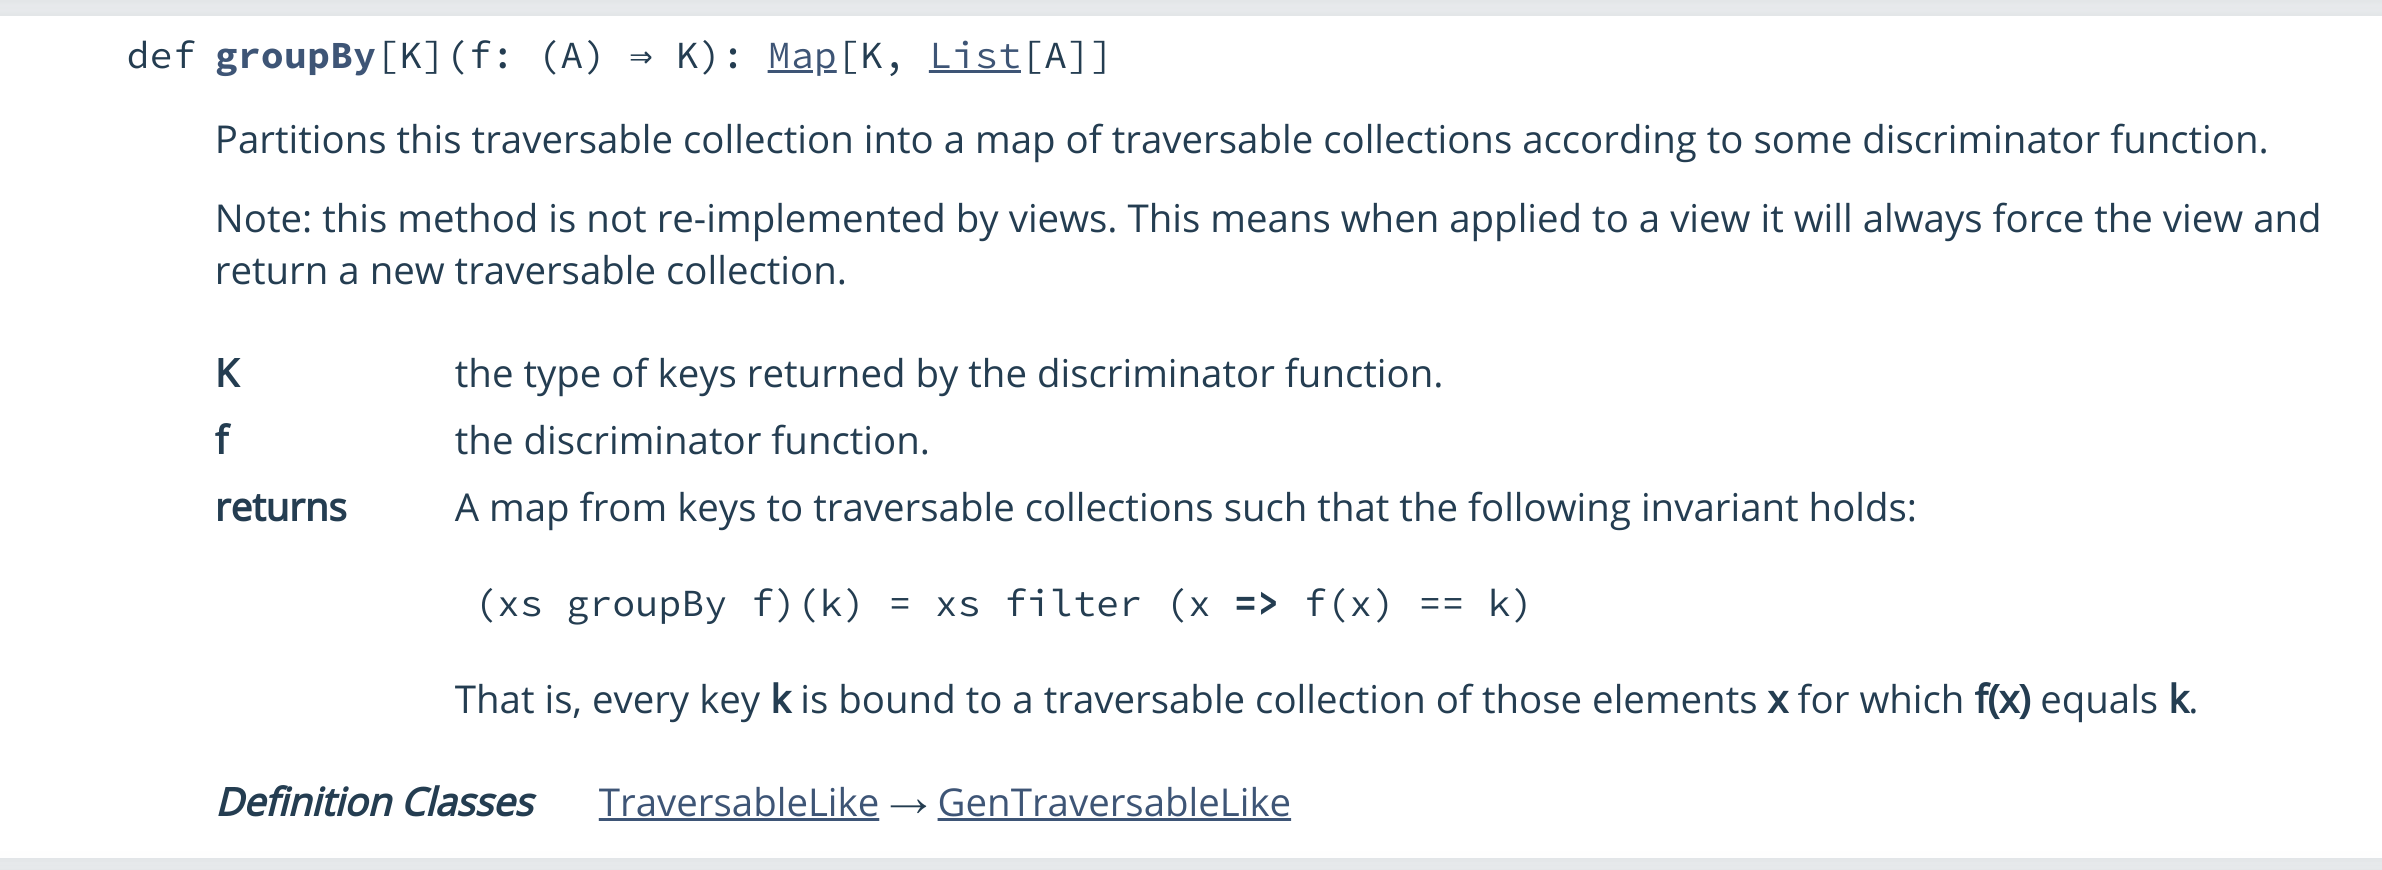 def groupBy[K](f: (A) ⇒ K): Map[K, List[A]]
Partitions this traversable collection into a map of traversable collections according to some discriminator function.
Note: this method is not re-implemented by views. This means when applied to a view it will always force the view and
return a new traversable collection.
K the type of keys returned by the discriminator function.
f the discriminator function.
returns A map from keys to traversable collections such that the following invariant holds:
(xs groupBy f)(k) = xs filter (x => f(x) == k)
That is, every key k is bound to a traversable collection of those elements x for which f(x) equals k.
Definition Classes TraversableLike → GenTraversableLike